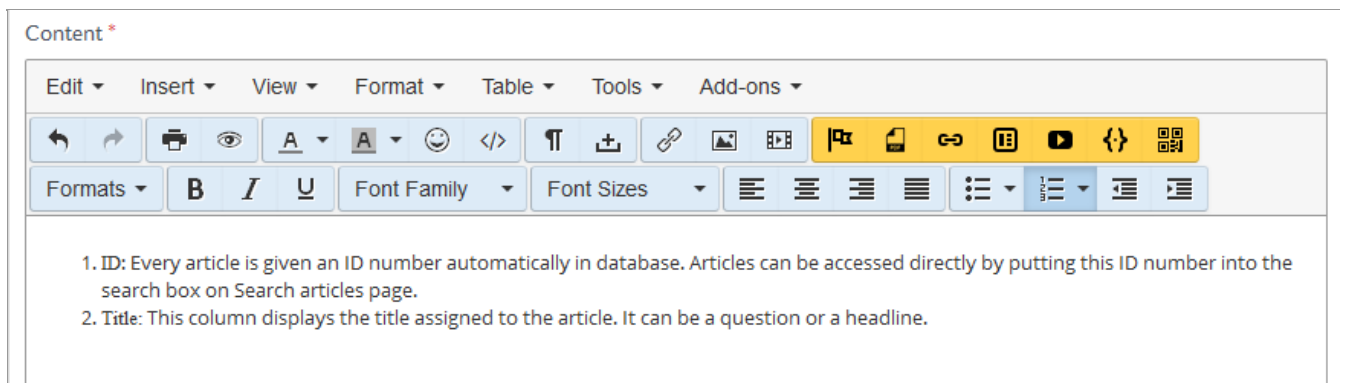 Content *
Edit Insert View Format Table Tools Add-ons
A A </> ¶ PDF {·}
Formats B I U Font Family Font Sizes
1. ID: Every article is given an ID number automatically in database. Articles can be accessed directly by putting this ID number into the
search box on Search articles page.
2. Title: This column displays the title assigned to the article. It can be a question or a headline.